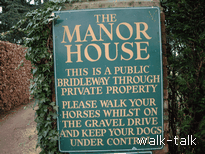 THE
MANOR
HOUSE
THIS IS A PUBLIC
BRIDLEWAY THROUGH
PRIVATE PROPERTY
PLEASE WALK YOUR
HORSES WHILST ON
THE GRAVEL DRIVE
AND KEEP YOUR DOGS
UNDER CONTROL
walk-talk